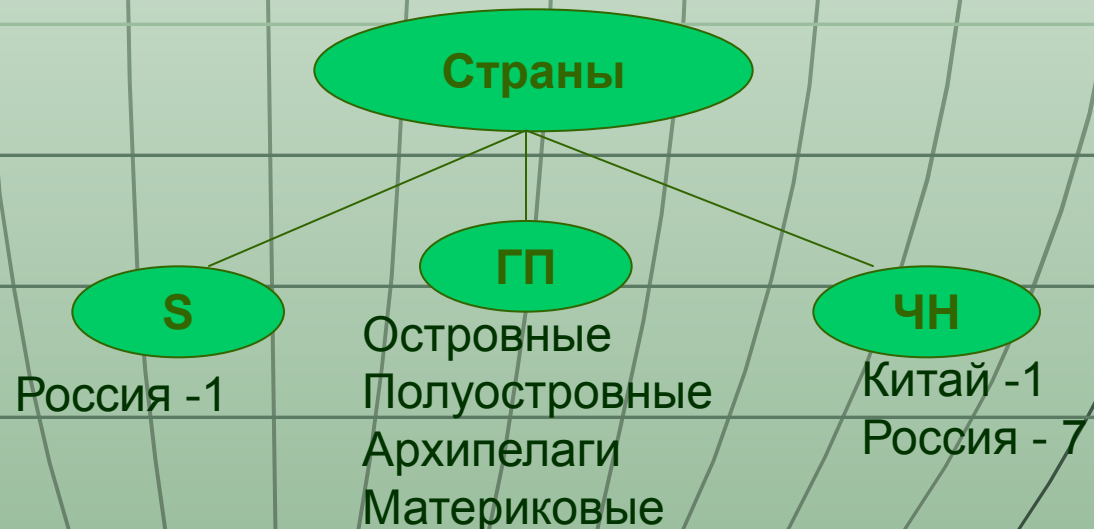 Страны
S
Россия -1
ГП
Островные
Полуостровные
Архипелаги
Материковые
ЧН
Китай -1
Россия - 7